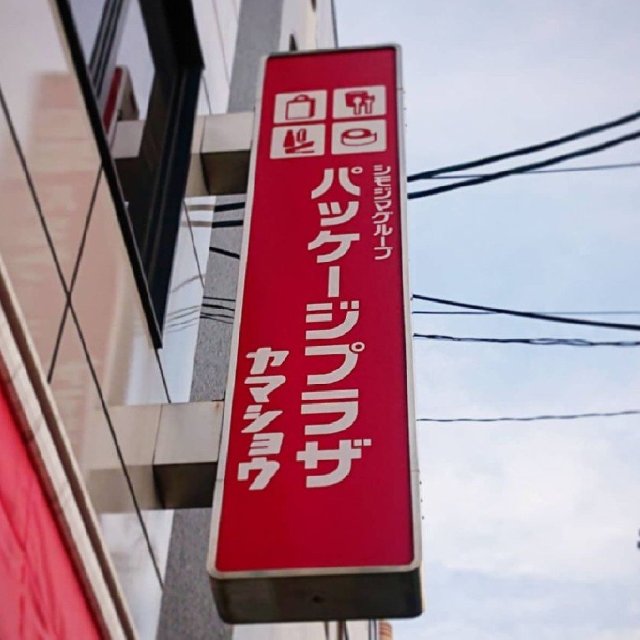 シモジマグループ
パッケージプラザ
カマショウ